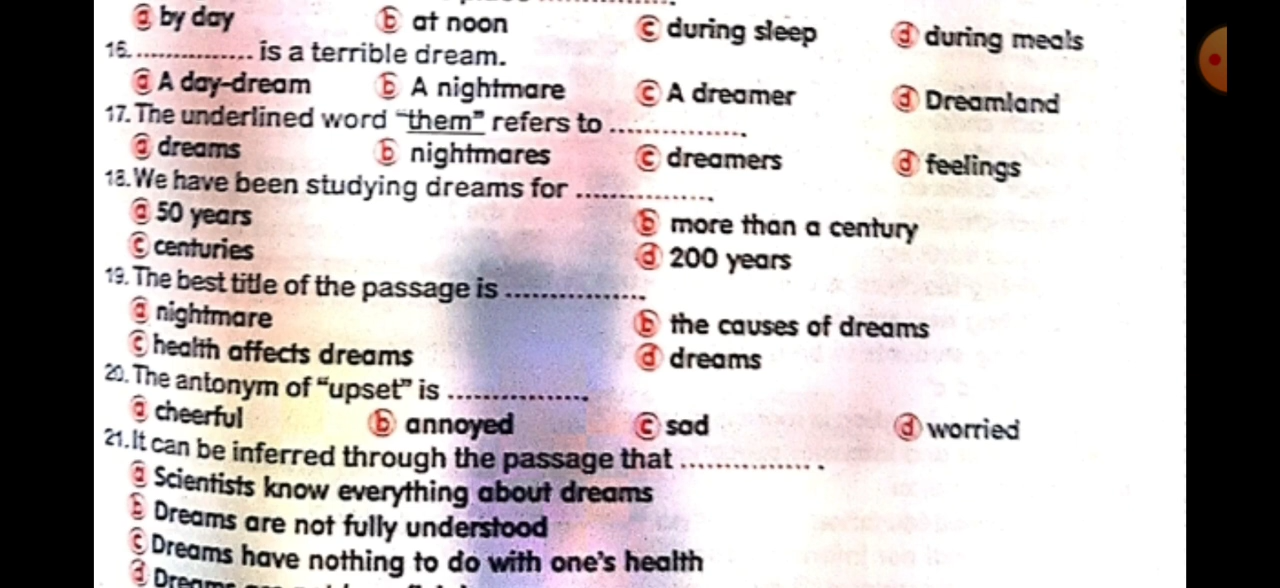 ⓐ by day ⓑ at noon ⓒ during sleep ⓓ during meals
16. ............... is a terrible dream.
ⓐ A day-dream ⓑ A nightmare ⓒ A dreamer ⓓ Dreamland
17. The underlined word "them" refers to ...............
ⓐ dreams ⓑ nightmares ⓒ dreamers ⓓ feelings
18. We have been studying dreams for ...............
ⓐ 50 years ⓑ more than a century
ⓒ centuries ⓓ 200 years
19. The best title of the passage is ...............
ⓐ nightmare ⓑ the causes of dreams
ⓒ health affects dreams ⓓ dreams
20. The antonym of "upset" is ...............
ⓐ cheerful ⓑ annoyed ⓒ sad ⓓ worried
21. It can be inferred through the passage that ............... .
ⓐ Scientists know everything about dreams
ⓑ Dreams are not fully understood
ⓒ Dreams have nothing to do with one's health
ⓓ